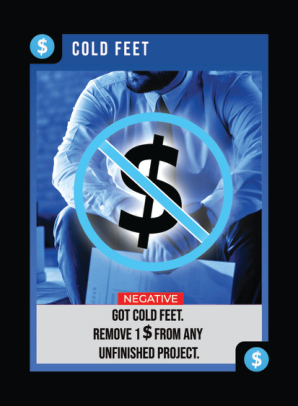 $ COLD FEET
$
NEGATIVE
GOT COLD FEET.
REMOVE 1 $ FROM ANY
UNFINISHED PROJECT.
$